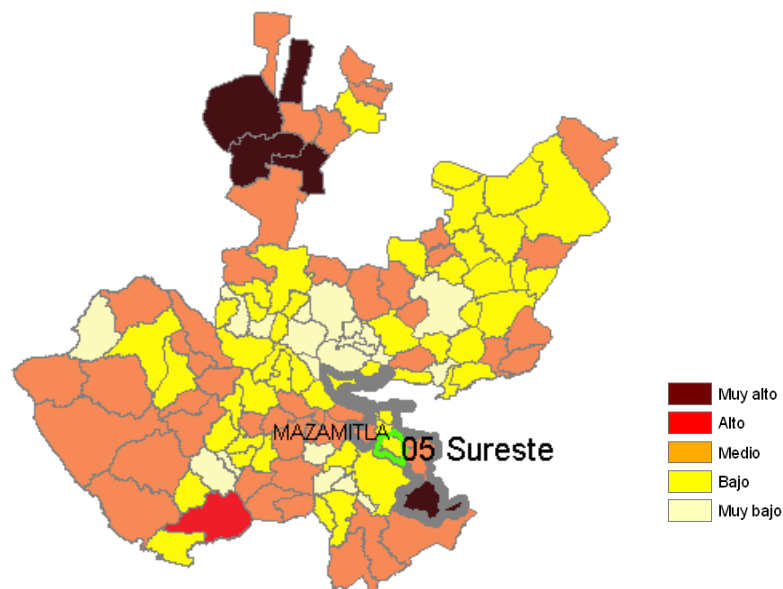 MAZAMITLA
05 Sureste
Muy alto
Alto
Medio
Bajo
Muy bajo